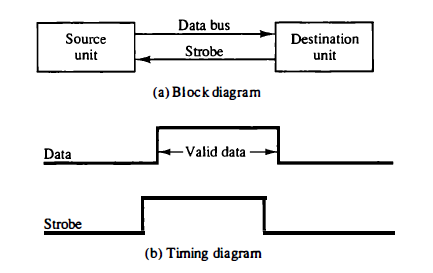 Data bus
Source unit
Destination unit
Strobe
(a) Block diagram
Data
Valid data
Strobe
(b) Timing diagram